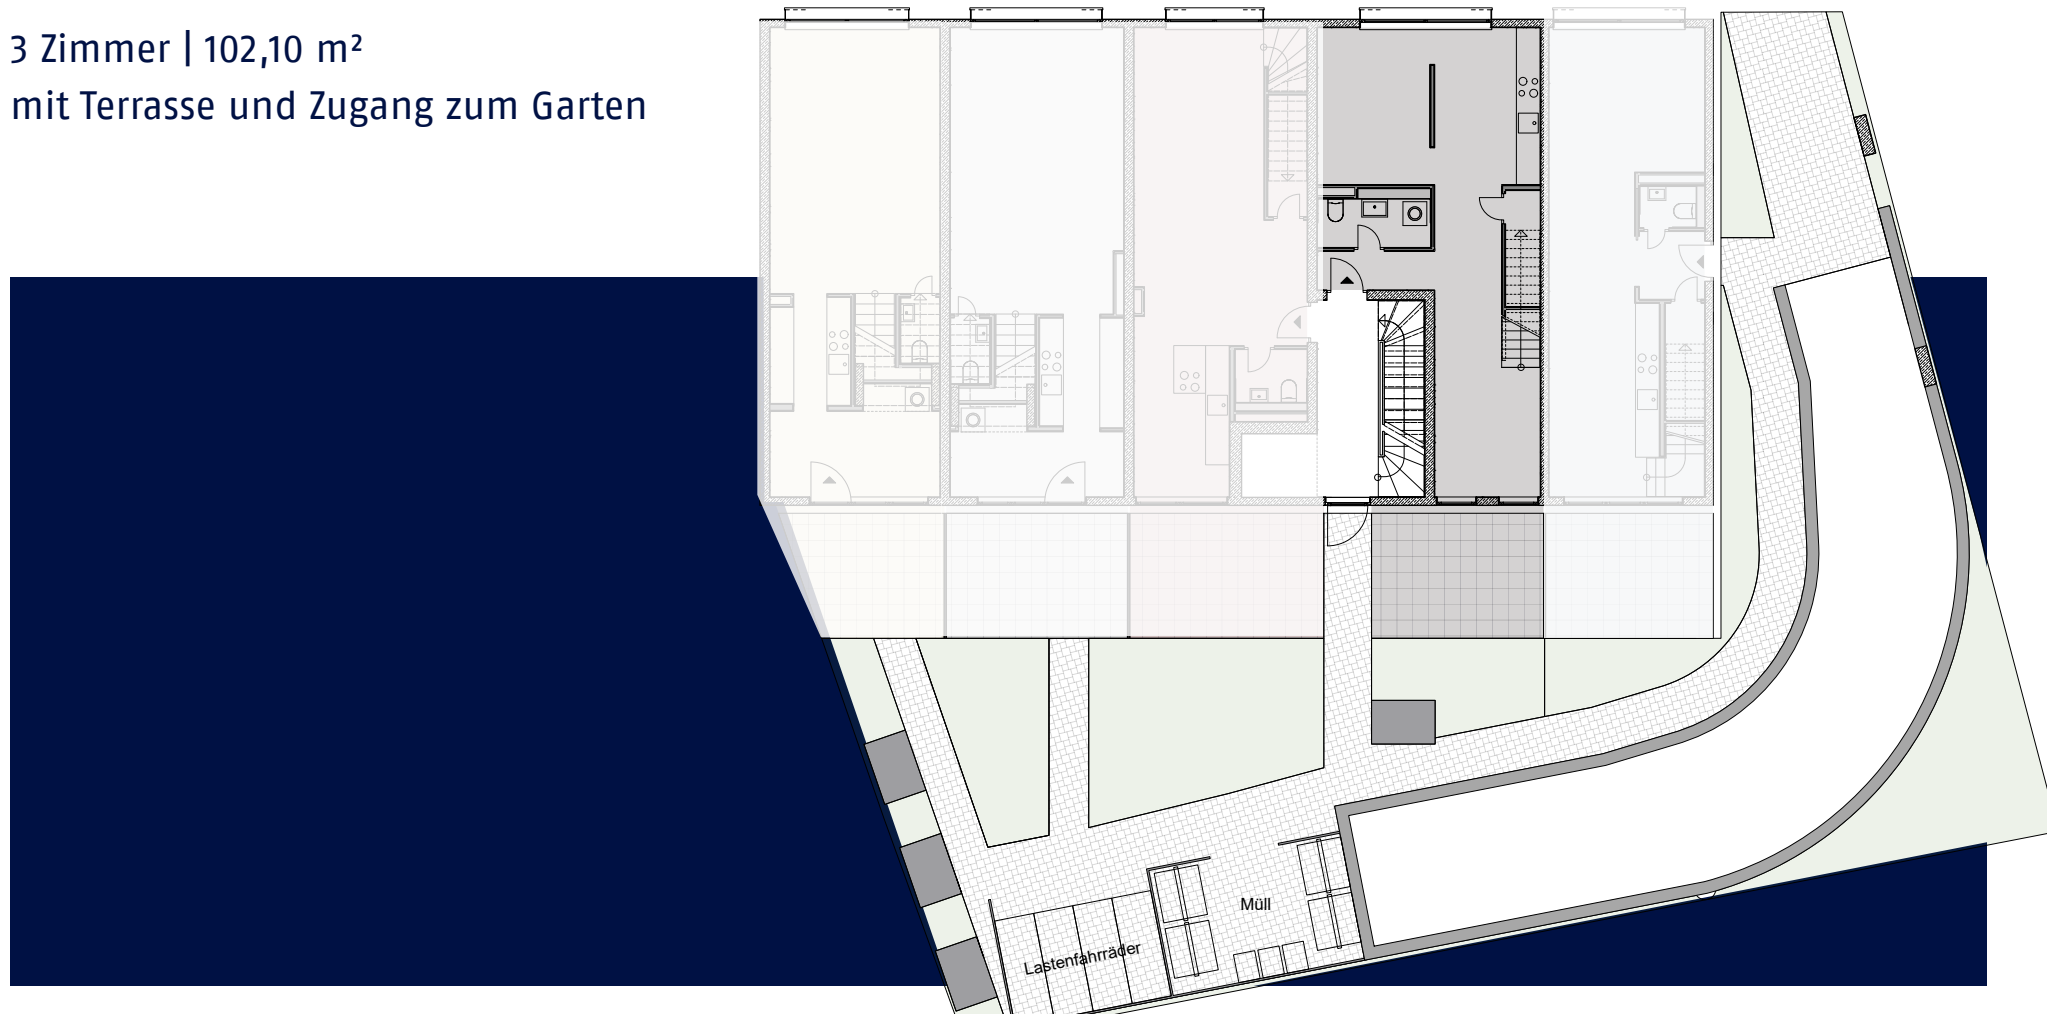 3 Zimmer | 102,10 m²
mit Terrasse und Zugang zum Garten
Müll
Lastenfahrräder